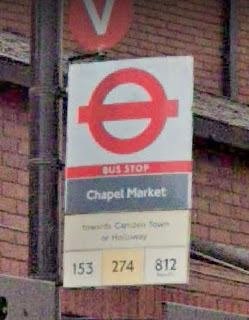 V
BUS STOP
Chapel Market
towards Camden Town
or Holloway
153 274 812